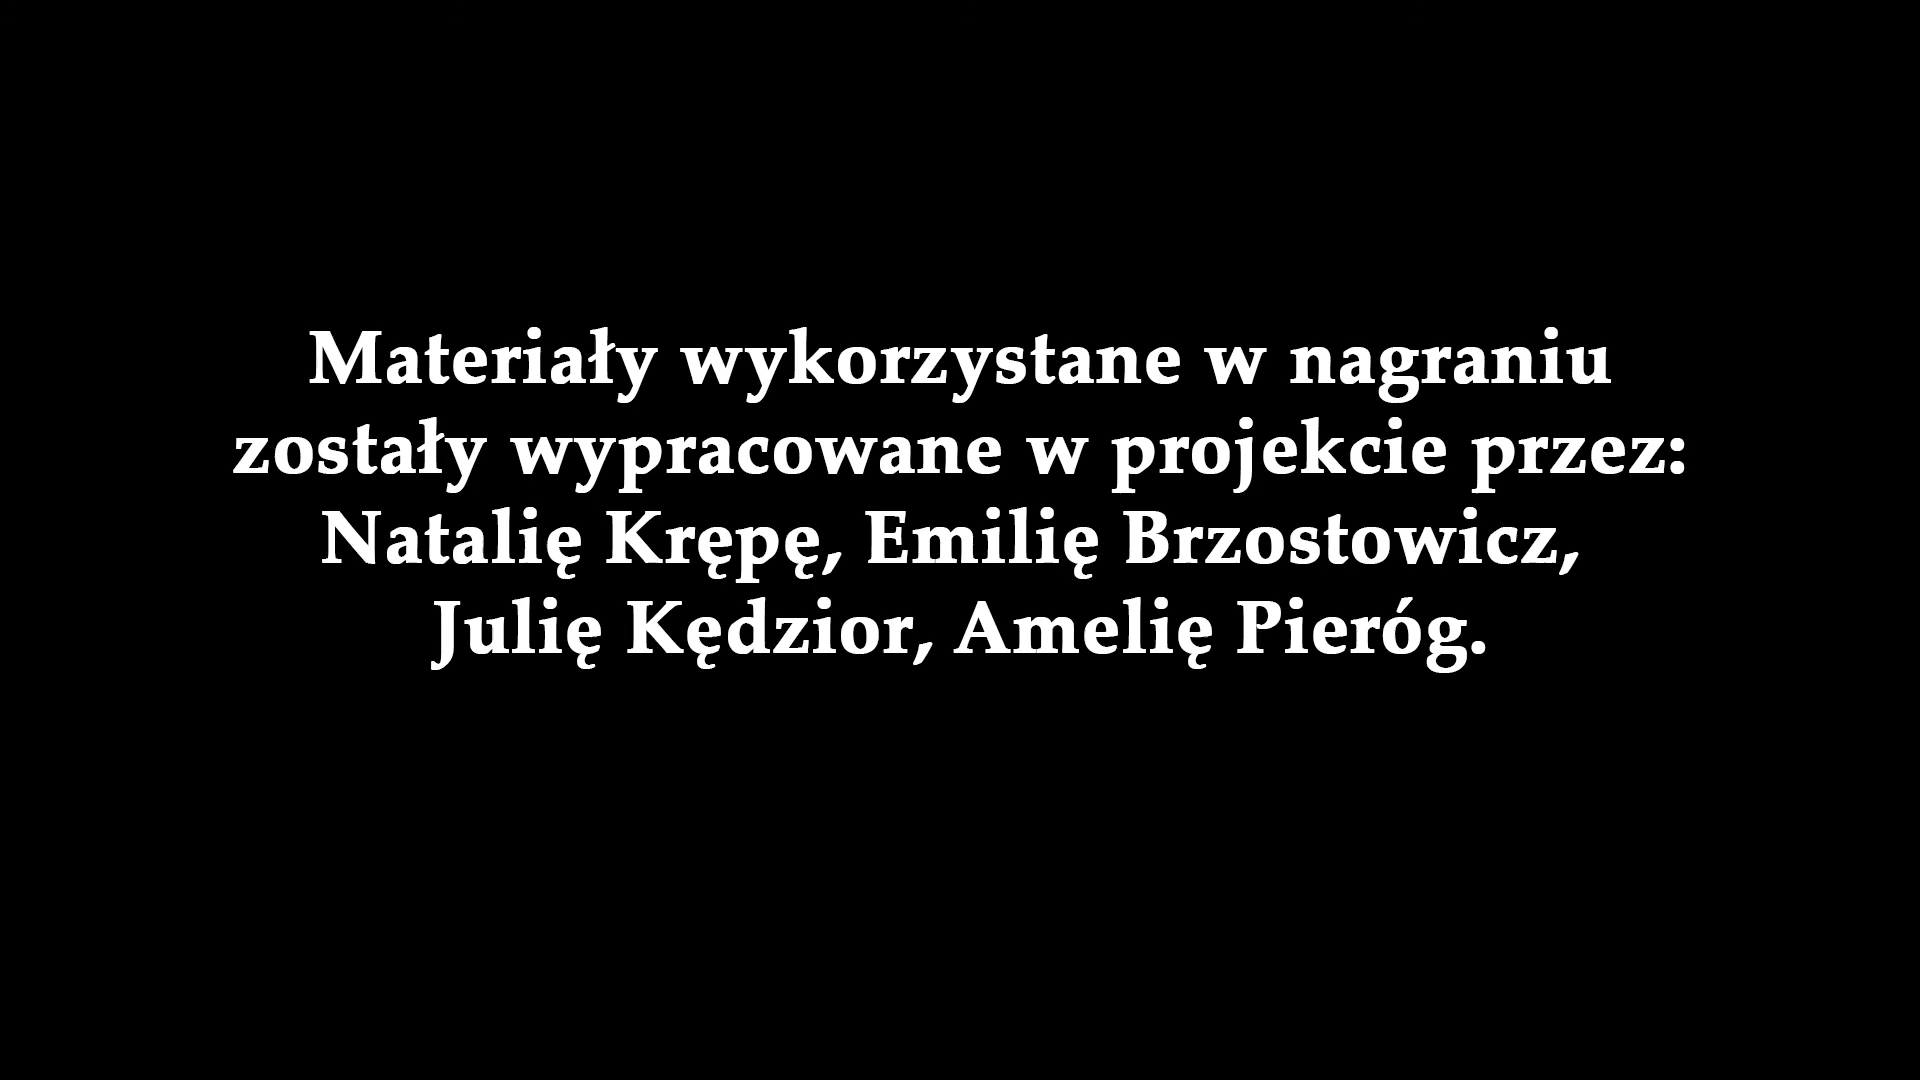 Materiały wykorzystane w nagraniu
zostały wypracowane w projekcie przez:
Natalię Krępę, Emilię Brzostowicz,
Julię Kędzior, Amelię Pieróg.